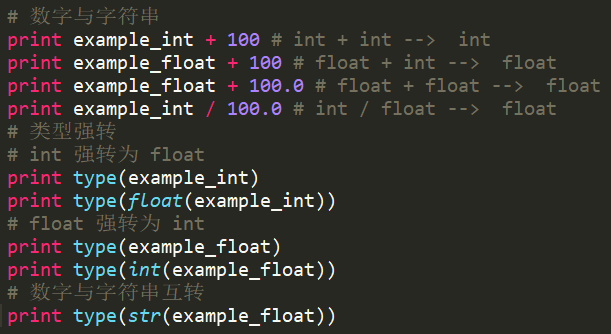 # 数字与字符串
print example_int + 100 # int + int --> int
print example_float + 100 # float + int --> float
print example_float + 100.0 # float + float --> float
print example_int / 100.0 # int / float --> float
# 类型强转
# int 强转为 float
print type(example_int)
print type(float(example_int))
# float 强转为 int
print type(example_float)
print type(int(example_float))
# 数字与字符串互转
print type(str(example_float))